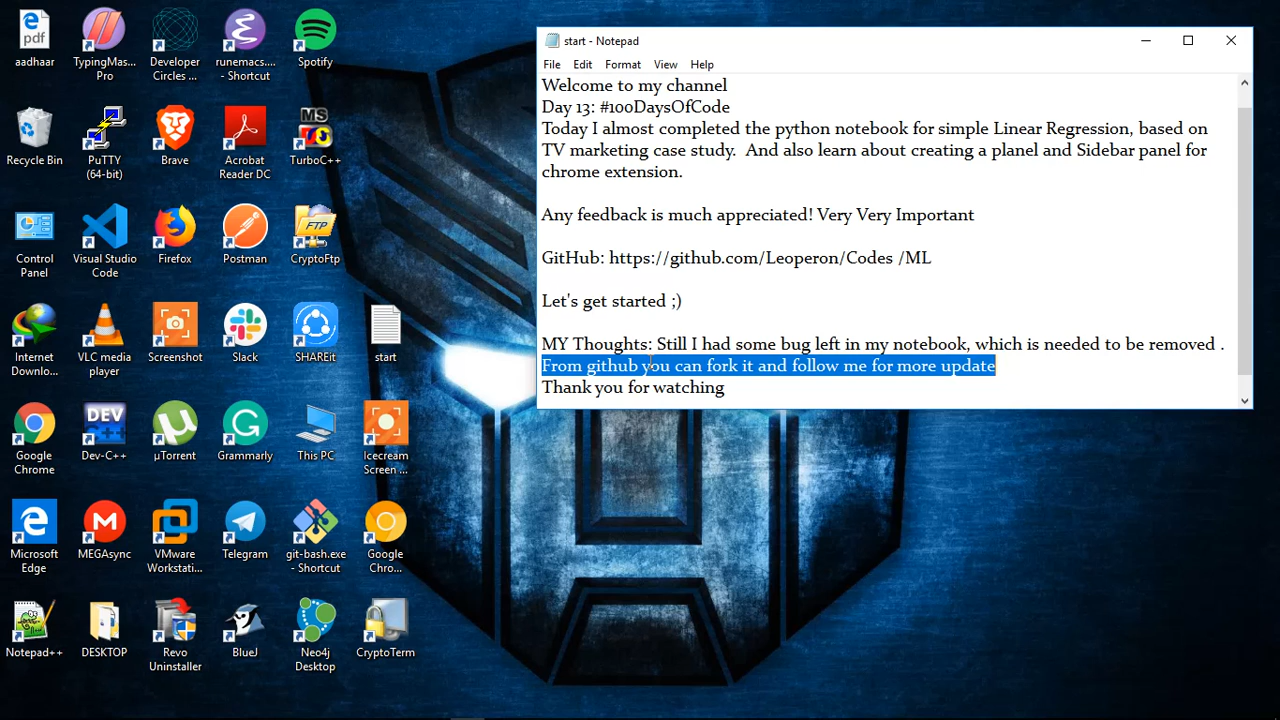 aadhaar
TypingMas...
Pro
Developer
Circles ...
runemacs....
- Shortcut
Spotify
Recycle Bin
PuTTY
(64-bit)
Brave
Acrobat
Reader DC
TurboC++
Control
Panel
Visual Studio
Code
Firefox
Postman
CryptoFtp
Internet
Downlo...
VLC media
player
Screenshot
Slack
SHAREit
start
Google
Chrome
Dev-C++
µTorrent
Grammarly
This PC
Icecream
Screen ...
Microsoft
Edge
MEGAsync
VMware
Workstati...
Telegram
git-bash.exe
- Shortcut
Google
Chro...
Notepad++
DESKTOP
Revo
Uninstaller
BlueJ
Neo4j
Desktop
CryptoTerm
pdf
MS
FTP
DEV
start - Notepad
File Edit Format View Help
Welcome to my channel
Day 13: #100DaysOfCode
Today I almost completed the python notebook for simple Linear Regression, based on
TV marketing case study.  And also learn about creating a planel and Sidebar panel for
chrome extension.
Any feedback is much appreciated! Very Very Important
GitHub: https://github.com/Leoperon/Codes /ML
Let's get started ;)
MY Thoughts: Still I had some bug left in my notebook, which is needed to be removed .
From github you can fork it and follow me for more update
Thank you for watching